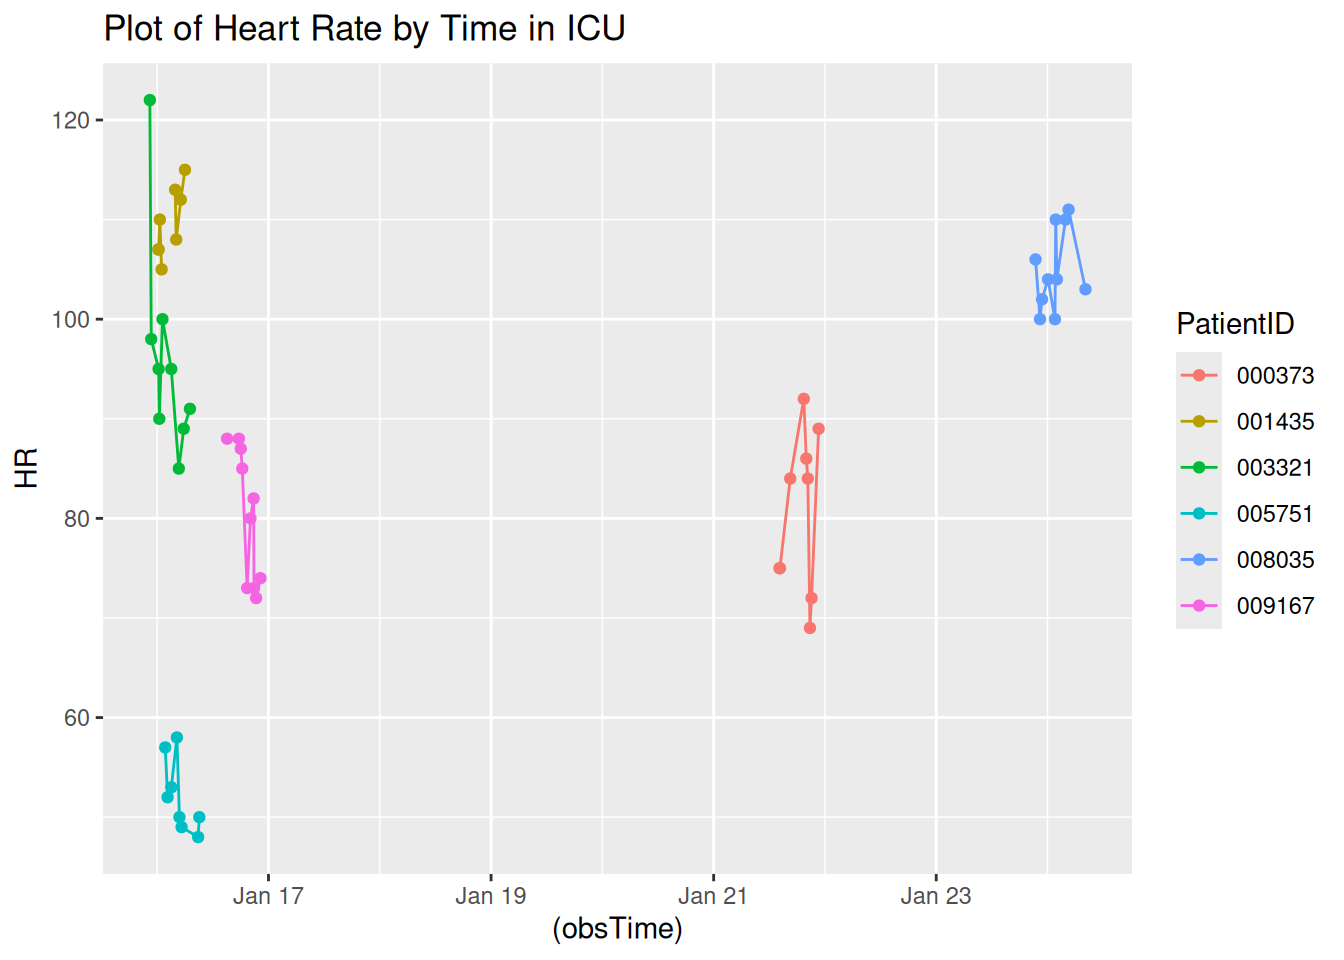 Plot of Heart Rate by Time in ICU
120
100
80
60
HR
Jan 17
Jan 19
Jan 21
Jan 23
(obsTime)
PatientID
000373
001435
003321
005751
008035
009167